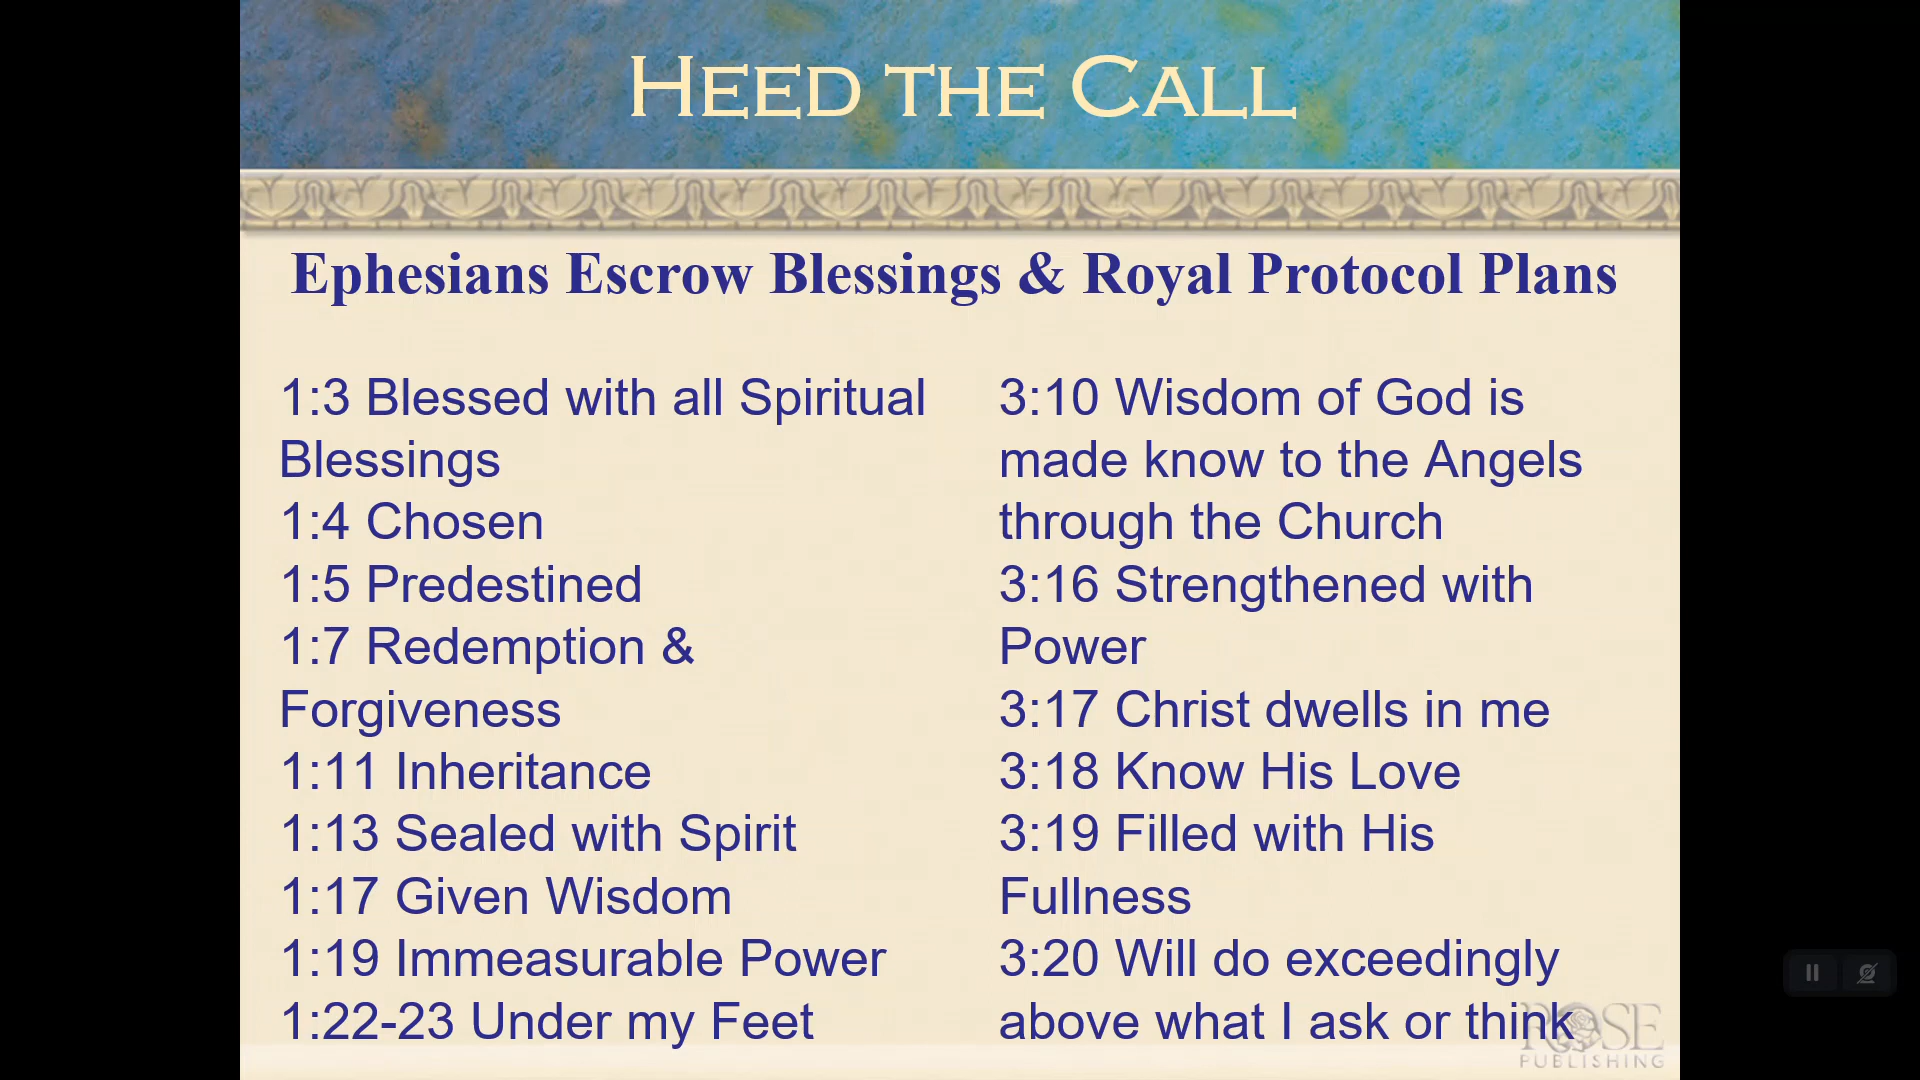 HEED THE CALL
Ephesians Escrow Blessings & Royal Protocol Plans
1:3 Blessed with all Spiritual
Blessings
1:4 Chosen
1:5 Predestined
1:7 Redemption &
Forgiveness
1:11 Inheritance
1:13 Sealed with Spirit
1:17 Given Wisdom
1:19 Immeasurable Power
1:22-23 Under my Feet
3:10 Wisdom of God is
made know to the Angels
through the Church
3:16 Strengthened with
Power
3:17 Christ dwells in me
3:18 Know His Love
3:19 Filled with His
Fullness
3:20 Will do exceedingly
above what I ask or think
ROSE
PUBLISHING